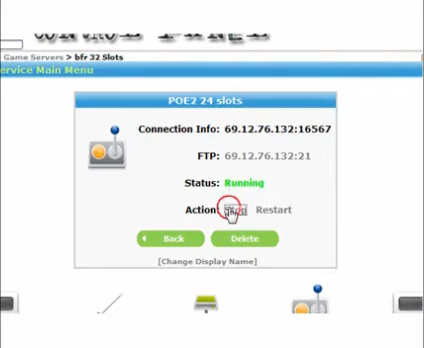 Game Servers > bfr 32 Slots
ervice Main Menu
POE2 24 slots
Connection Info: 69.12.76.132:16567
FTP: 69.12.76.132:21
Status: Running
Action: Stop Restart
Back Delete
[Change Display Name]